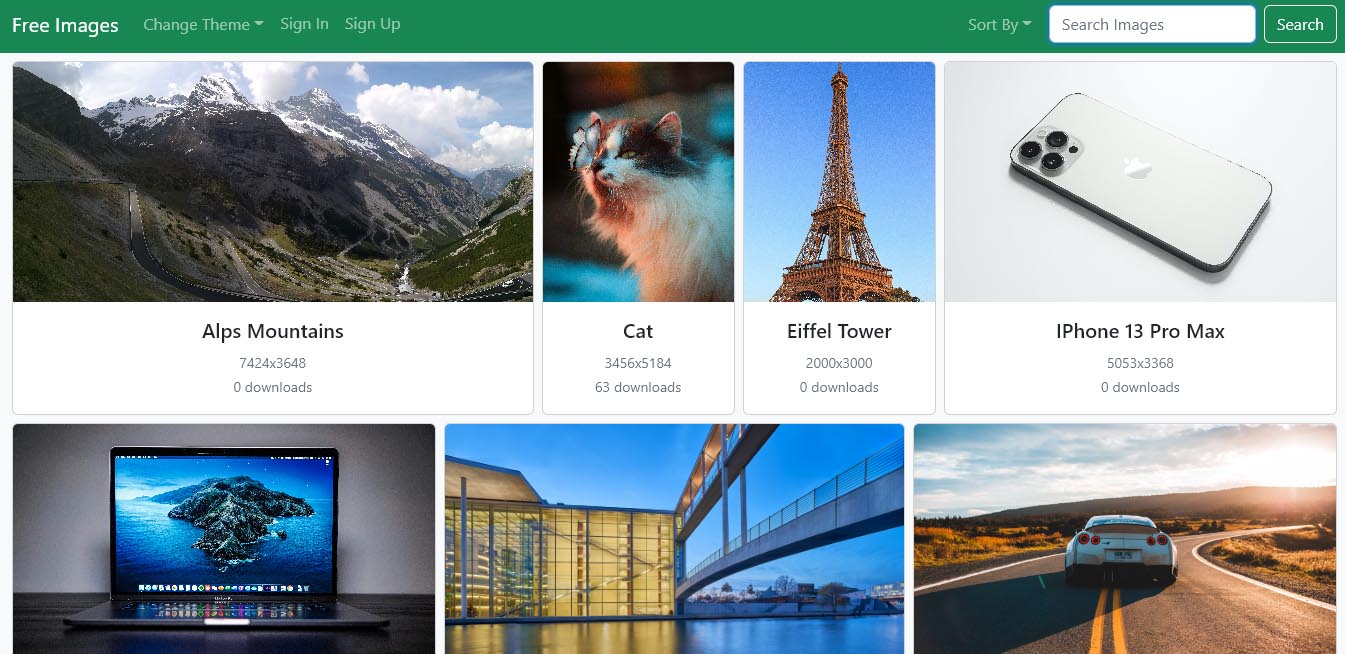 Free Images
Change Theme
Sign In
Sign Up
Sort By
Search Images
Search
Alps Mountains
7424x3648
0 downloads
Cat
3456x5184
63 downloads
Eiffel Tower
2000x3000
0 downloads
IPhone 13 Pro Max
5053x3368
0 downloads